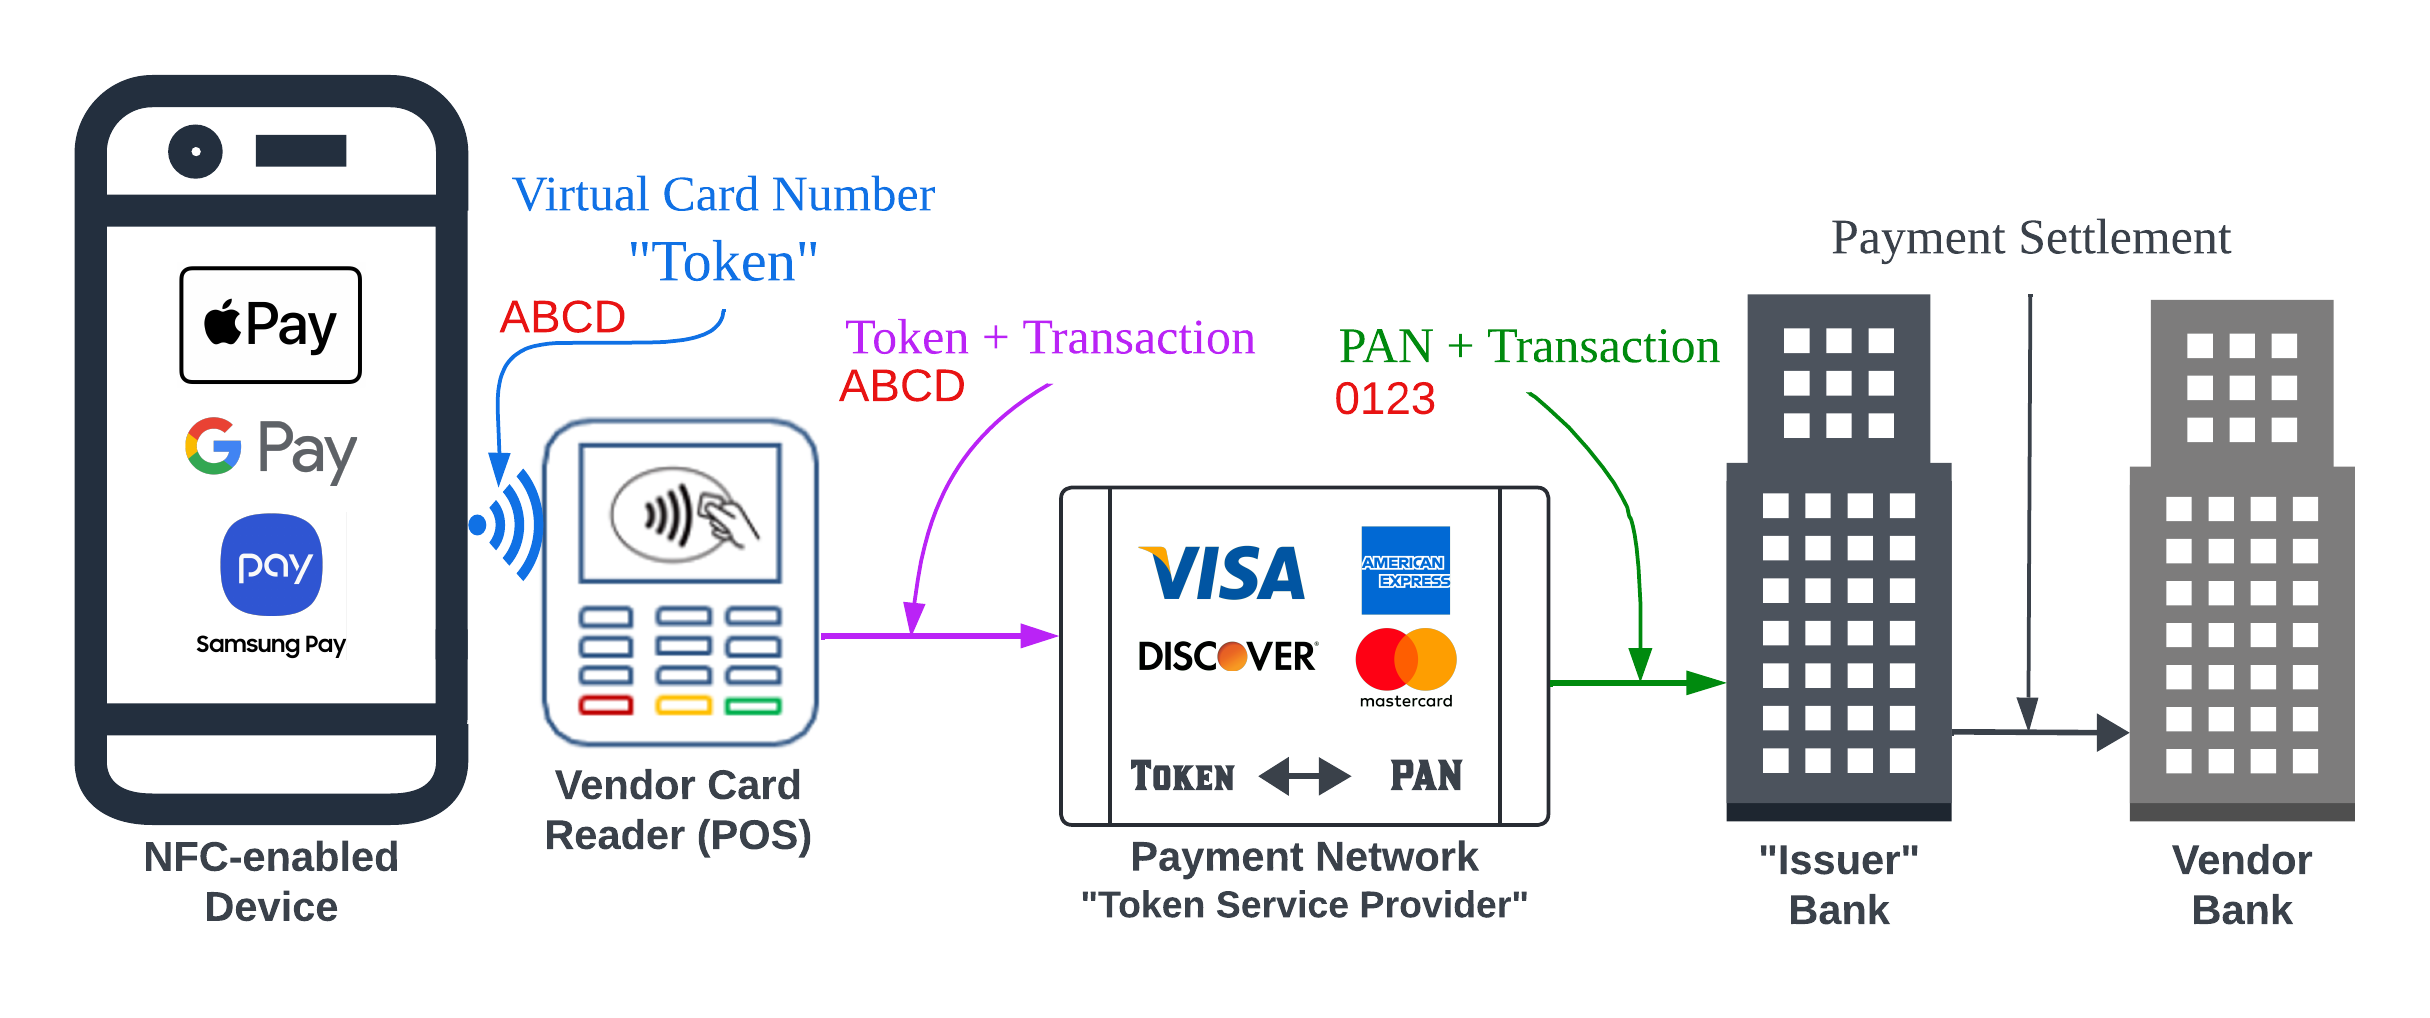 Virtual Card Number
"Token"
ABCD
Pay
G Pay
pay
Samsung Pay
NFC-enabled
Device
Vendor Card
Reader (POS)
Token + Transaction
ABCD
VISA
AMERICAN
EXPRESS
DISCOVER
mastercard
TOKEN
PAN
Payment Network
"Token Service Provider"
PAN + Transaction
0123
Payment Settlement
"Issuer"
Bank
Vendor
Bank